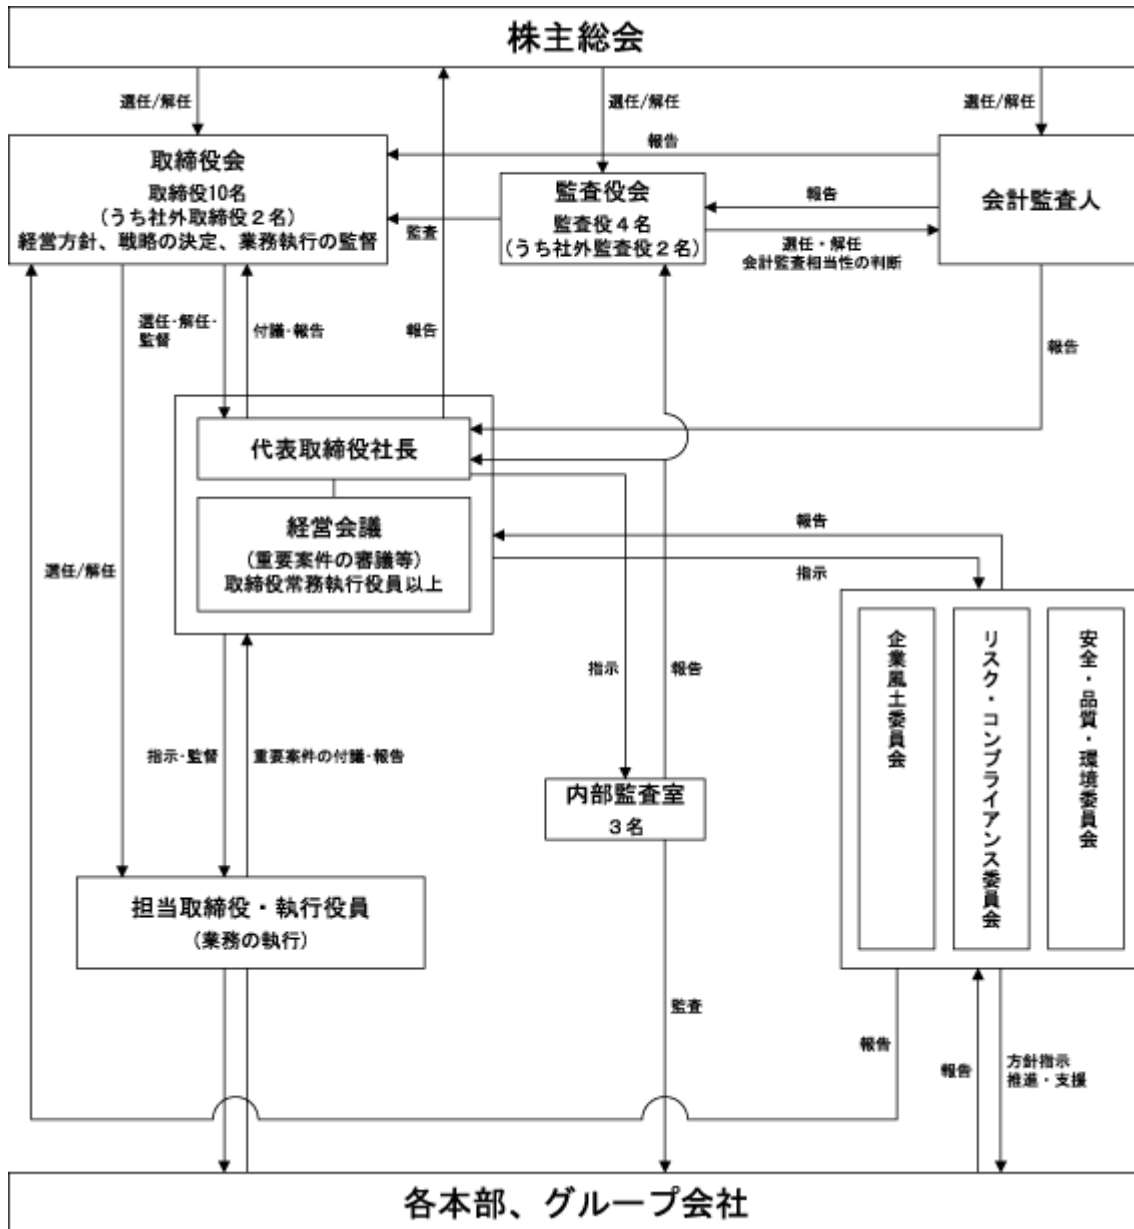 株主総会
選任/解任
選任/解任
選任/解任
取締役会
取締役10名
(うち社外取締役２名)
経営方針、戦略の決定、業務執行の監督
報告
監査役会
監査役４名
(うち社外監査役２名)
監査
報告
選任・解任
会計監査相当性の判断
会計監査人
選任・解任・
監督
付議・報告
報告
報告
代表取締役社長
経営会議
(重要案件の審議等)
取締役常務執行役員以上
選任/解任
報告
指示
企業風土委員会
リスク・コンプライアンス委員会
安全・品質・環境委員会
指示
報告
指示・監督
重要案件の付議・報告
内部監査室
３名
担当取締役・執行役員
(業務の執行)
監査
報告
報告
方針指示
推進・支援
各本部、グループ会社